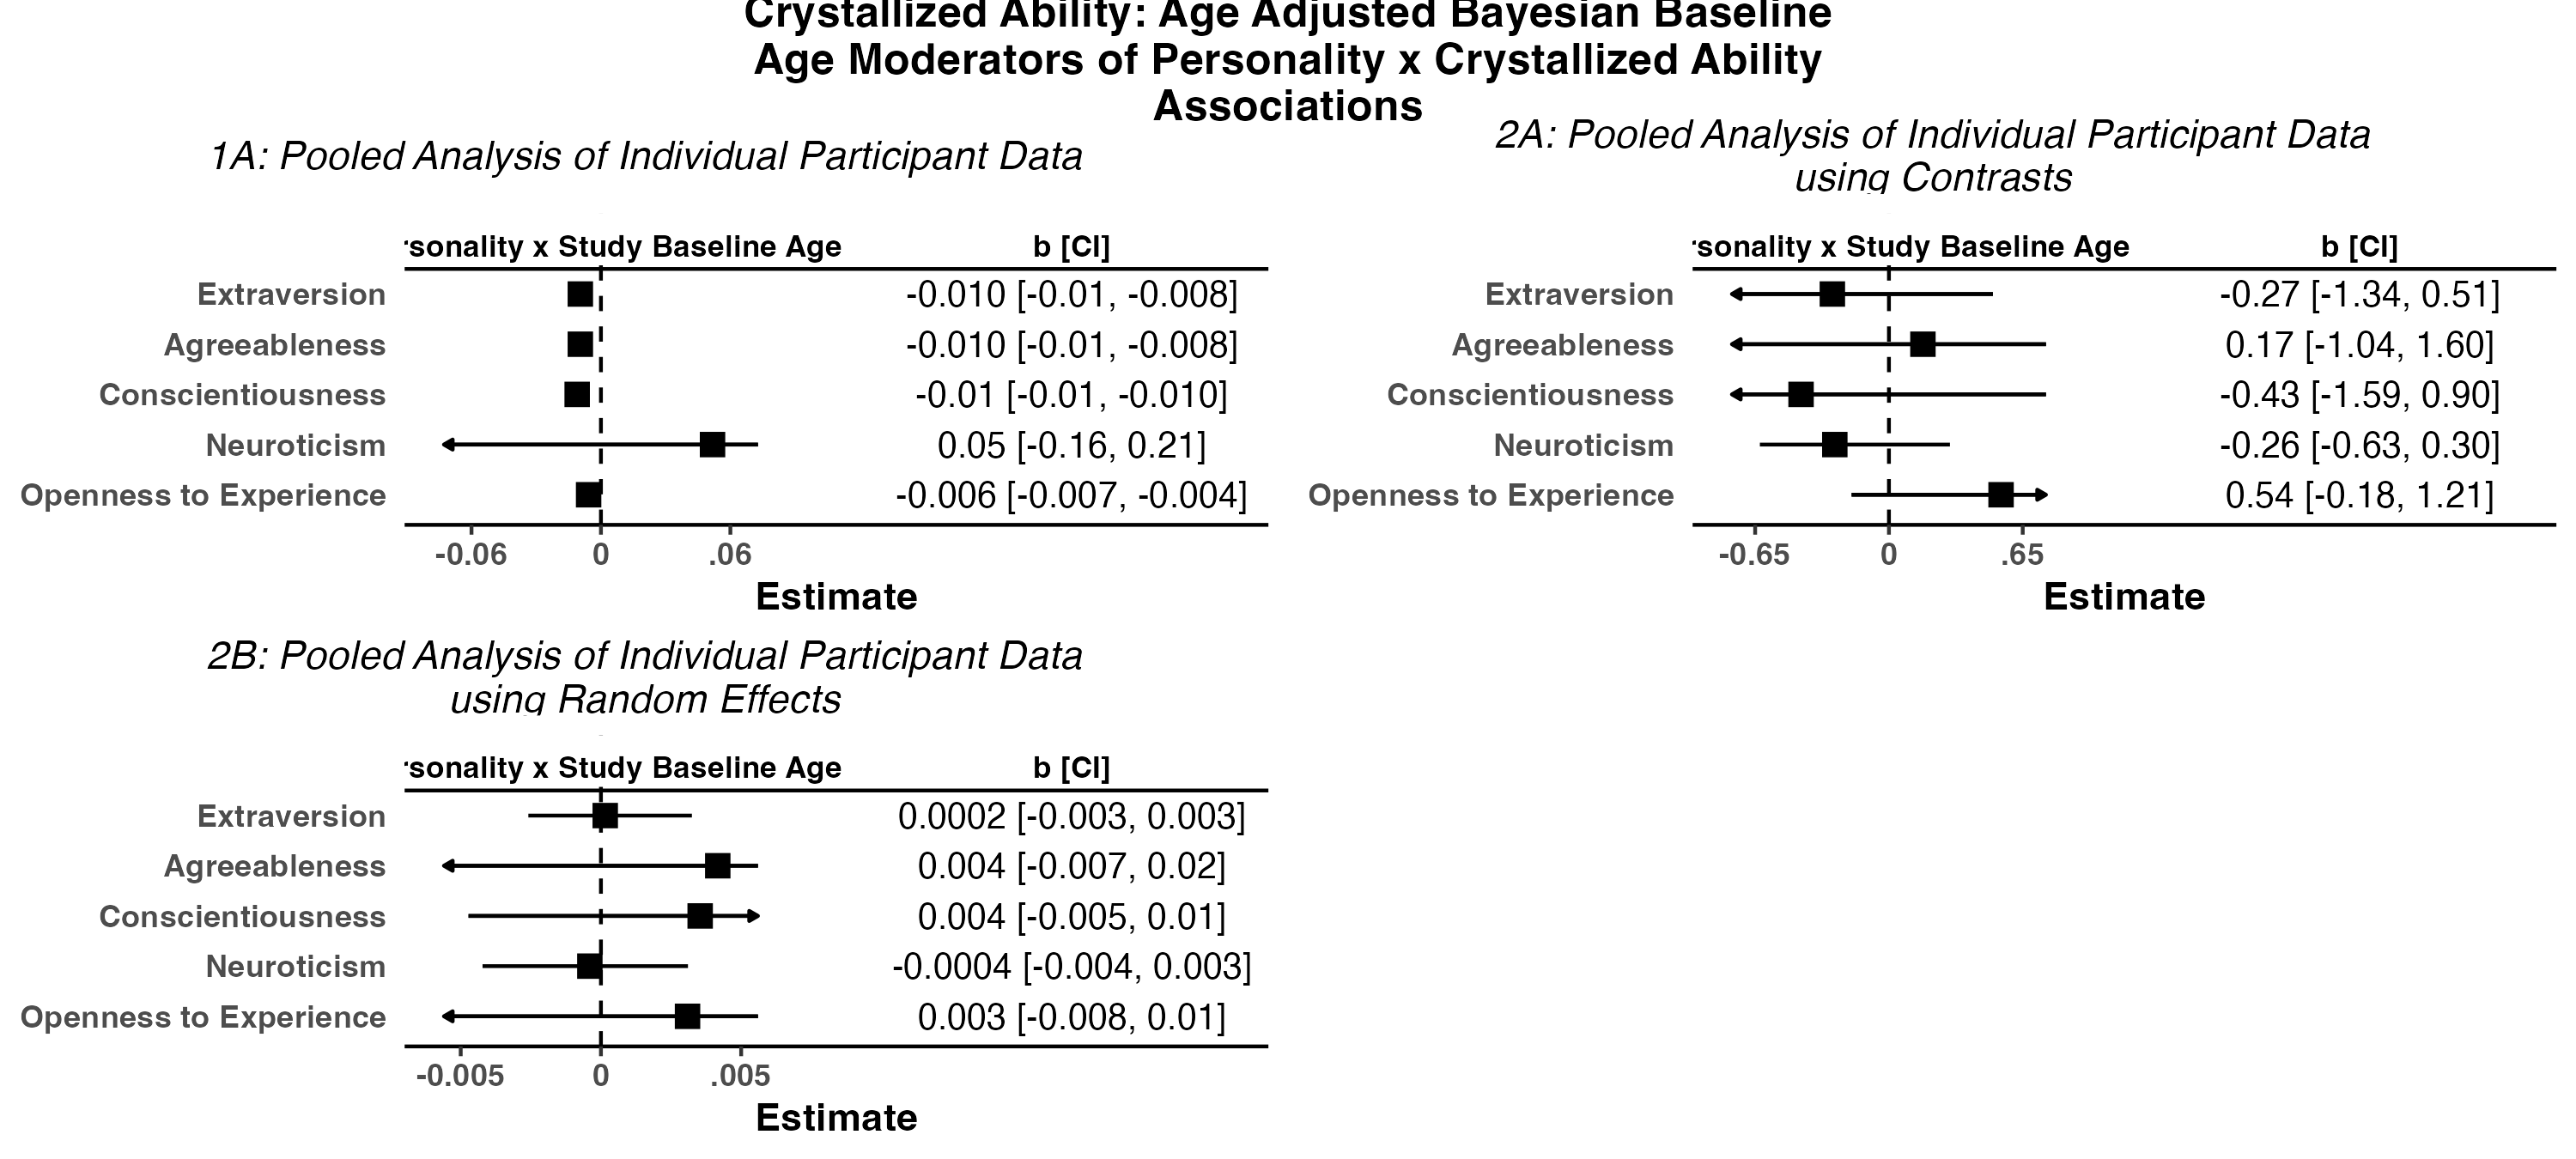 Crystallized Ability: Age Adjusted Bayesian Baseline
Age Moderators of Personality x Crystallized Ability
Associations
1A: Pooled Analysis of Individual Participant Data
sonality x Study Baseline Age b [CI]
Extraversion -0.010 [-0.01, -0.008]
Agreeableness -0.010 [-0.01, -0.008]
Conscientiousness -0.01 [-0.01, -0.010]
Neuroticism 0.05 [-0.16, 0.21]
Openness to Experience -0.006 [-0.007, -0.004]
-0.06 0 .06
Estimate
2A: Pooled Analysis of Individual Participant Data
using Contrasts
sonality x Study Baseline Age b [CI]
Extraversion -0.27 [-1.34, 0.51]
Agreeableness 0.17 [-1.04, 1.60]
Conscientiousness -0.43 [-1.59, 0.90]
Neuroticism -0.26 [-0.63, 0.30]
Openness to Experience 0.54 [-0.18, 1.21]
-0.65 0 .65
Estimate
2B: Pooled Analysis of Individual Participant Data
using Random Effects
sonality x Study Baseline Age b [CI]
Extraversion 0.0002 [-0.003, 0.003]
Agreeableness 0.004 [-0.007, 0.02]
Conscientiousness 0.004 [-0.005, 0.01]
Neuroticism -0.0004 [-0.004, 0.003]
Openness to Experience 0.003 [-0.008, 0.01]
-0.005 0 .005
Estimate